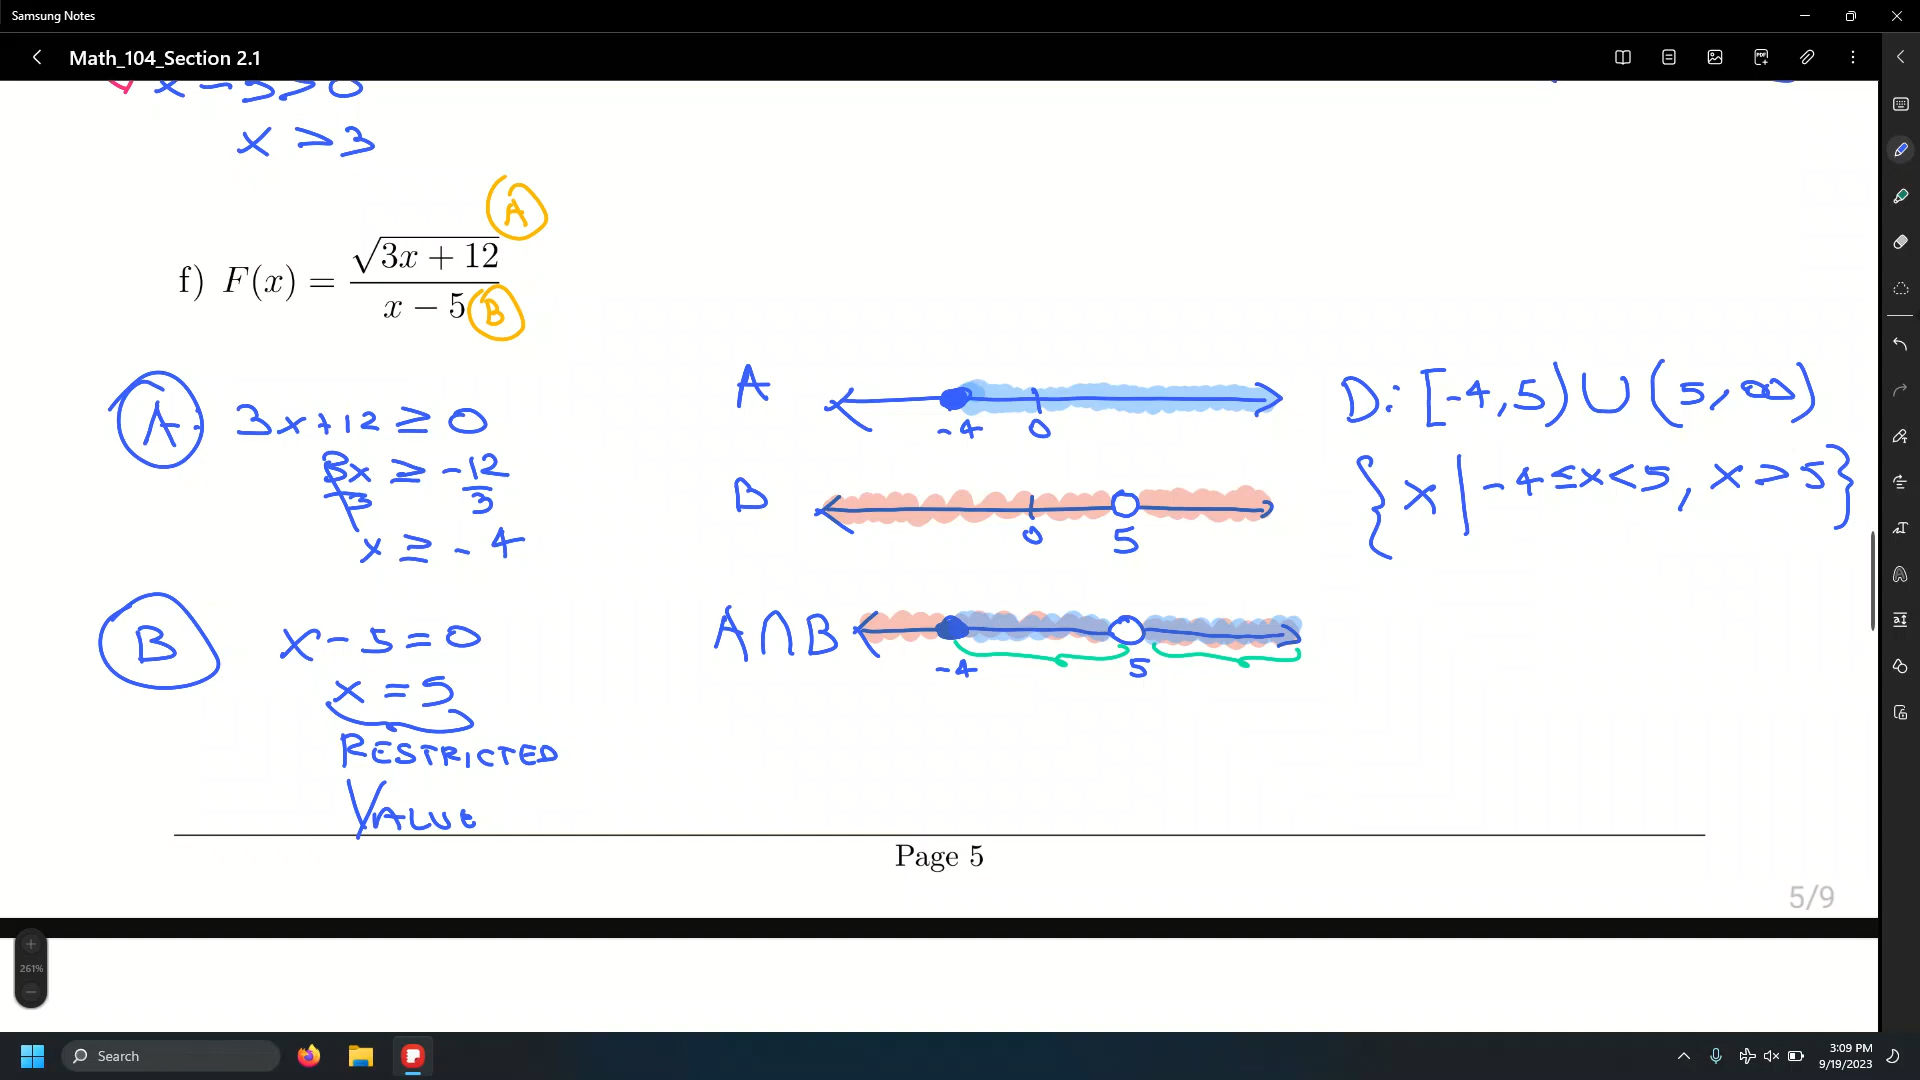 Samsung Notes
Math_104_Section 2.1
x - 3 > 0
x > 3
A
f) F(x) = √(3x + 12) / (x − 5)
B
A
3x+12 ≥ 0
3x/3 ≥ -12/3
x ≥ -4
B
x - 5 = 0
x = 5
RESTRICTED
VALUE
A
-4 0
B
0 5
A∩B
-4 5
D: [-4,5) ∪ (5,∞)
{x | -4 ≤ x < 5, x > 5}
Page 5
5/9
261%
Search
3:09 PM
9/19/2023